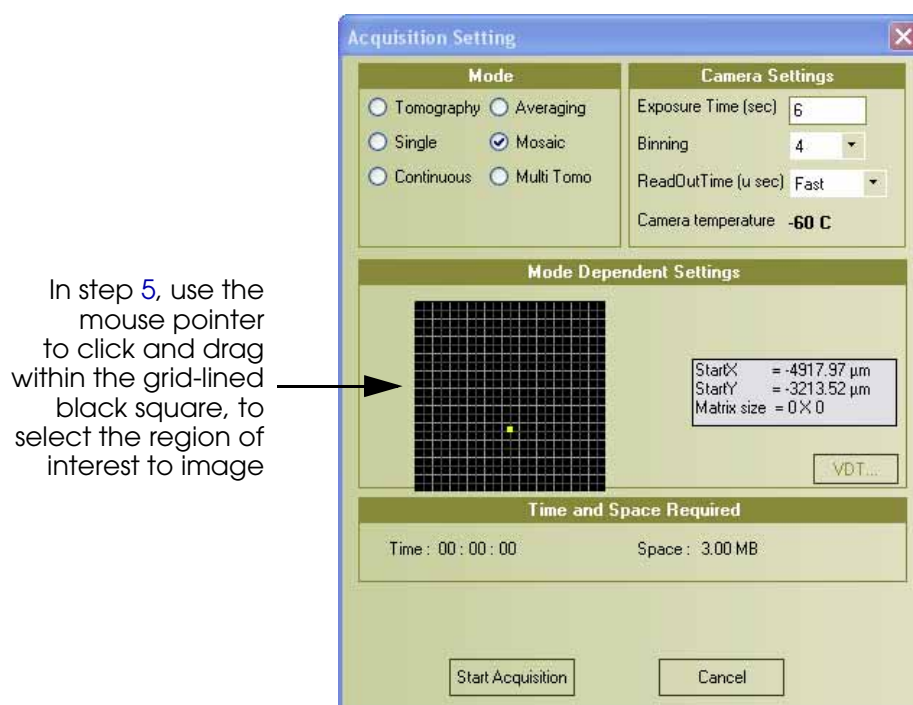 Acquisition Setting
Mode
Tomography Averaging
Single Mosaic
Continuous Multi Tomo
Camera Settings
Exposure Time (sec) 6
Binning 4
ReadOutTime (u sec) Fast
Camera temperature -60 C
In step 5, use the
mouse pointer
to click and drag
within the grid-lined
black square, to
select the region of
interest to image
Mode Dependent Settings
StartX = -4917.97 µm
StartY = -3213.52 µm
Matrix size = 0 X 0
VDT...
Time and Space Required
Time : 00 : 00 : 00 Space : 3.00 MB
Start Acquisition Cancel